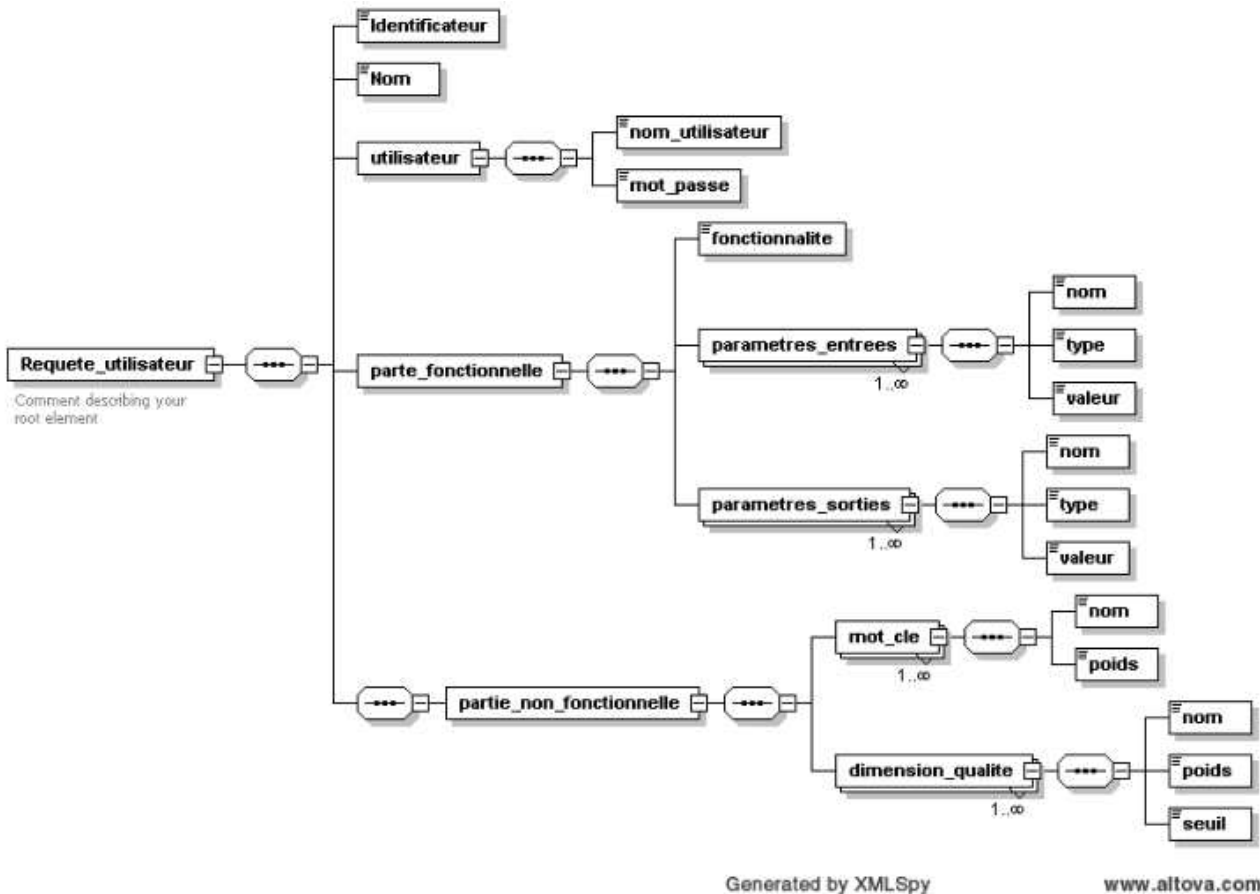 Identificateur
Nom
utilisateur
nom_utilisateur
mot_passe
Requete_utilisateur
Comment describing your
root element
parte_fonctionnelle
fonctionnalite
parametres_entrees
1..∞
nom
type
valeur
parametres_sorties
1..∞
nom
type
valeur
partie_non_fonctionnelle
mot_cle
1..∞
nom
poids
dimension_qualite
1..∞
nom
poids
seuil
Generated by XMLSpy
www.altova.com